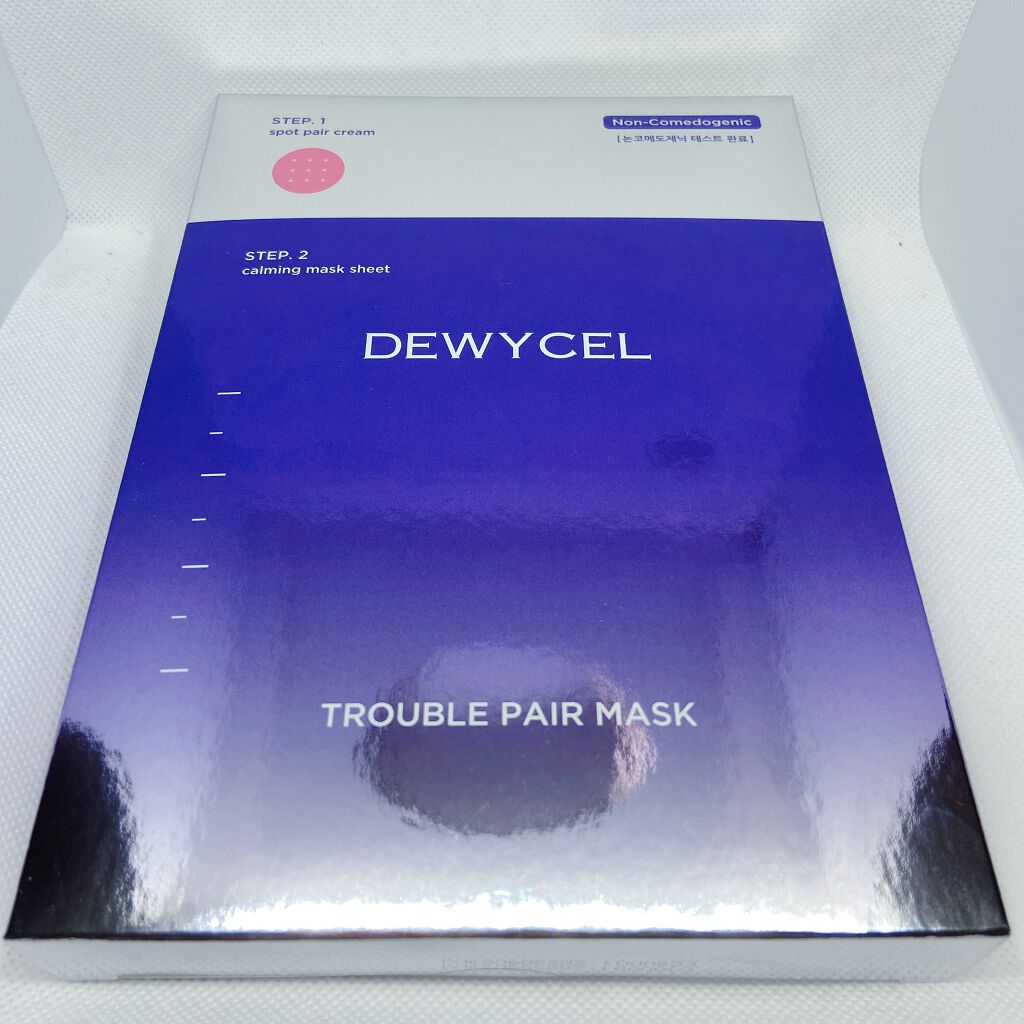 STEP. 1
spot pair cream
Non-Comedogenic
[논코메도제닉 테스트 완료]
STEP. 2
calming mask sheet
DEWYCEL
TROUBLE PAIR MASK